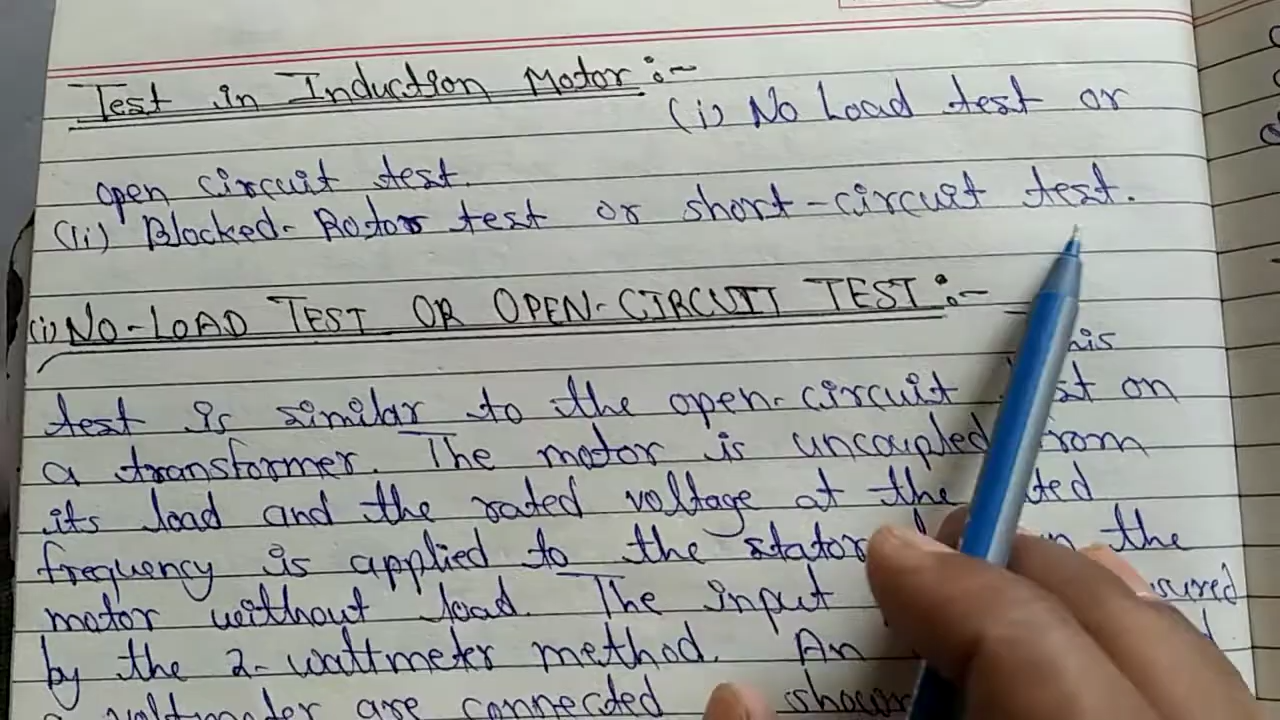 Test in Induction Motor :-
(i) No Load test or
open circuit test.
(ii) Blocked-Rotor test or short-circuit test.
(i) NO-LOAD TEST OR OPEN-CIRCUIT TEST :-
test is similar to the open-circuit on
a transformer. The motor is uncoupled from
its load and the rated voltage at the
frequency is applied to the stator the
motor without load. The input
by the 2-wattmeter method. An
voltmeter are connected shown